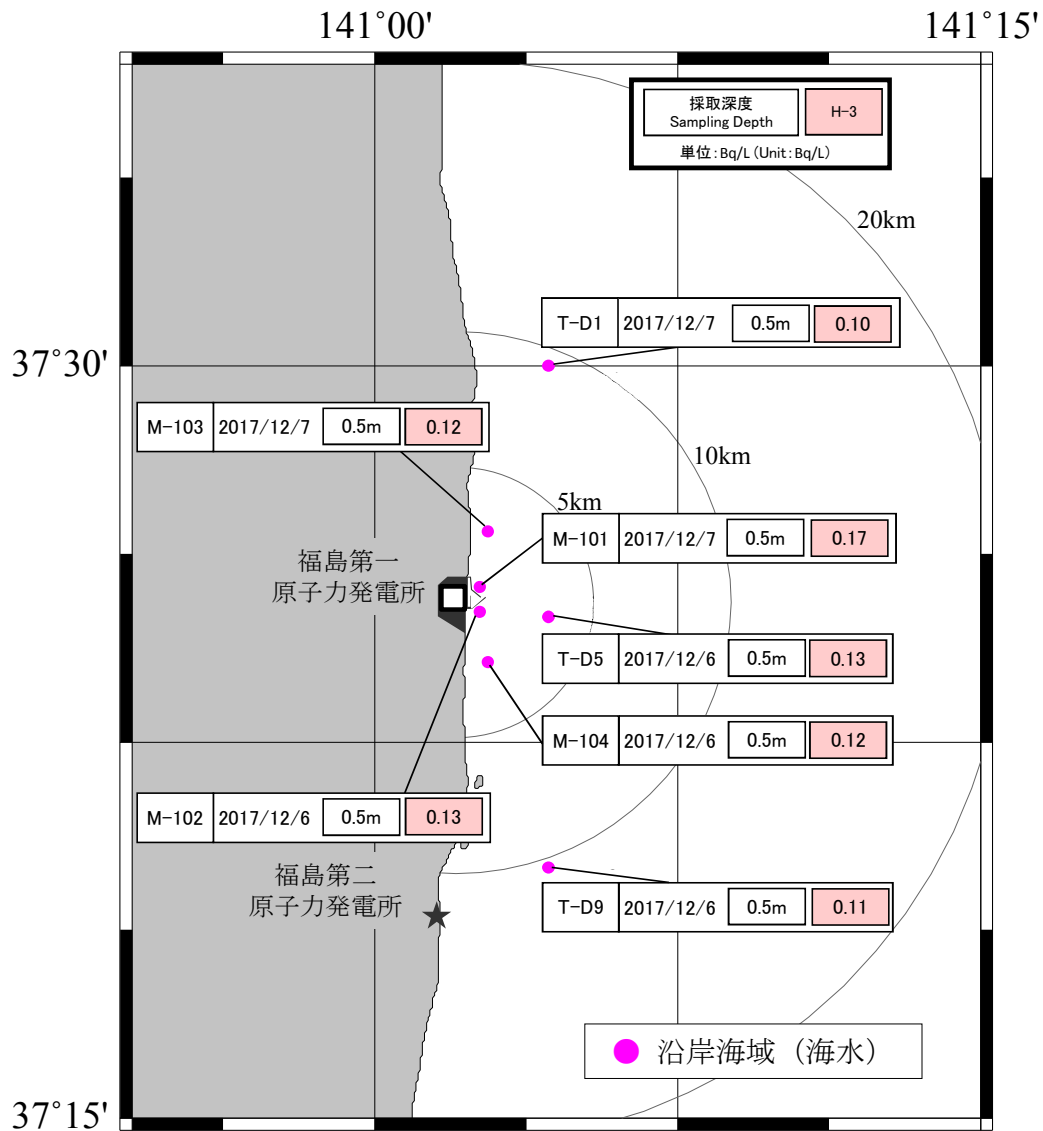 141°00'
141°15'
採取深度
Sampling Depth
H-3
単位:Bq/L (Unit:Bq/L)
20km
T-D1 2017/12/7 0.5m 0.10
37°30'
M-103 2017/12/7 0.5m 0.12
10km
5km
M-101 2017/12/7 0.5m 0.17
福島第一
原子力発電所
T-D5 2017/12/6 0.5m 0.13
M-104 2017/12/6 0.5m 0.12
M-102 2017/12/6 0.5m 0.13
福島第二
原子力発電所
T-D9 2017/12/6 0.5m 0.11
沿岸海域(海水)
37°15'